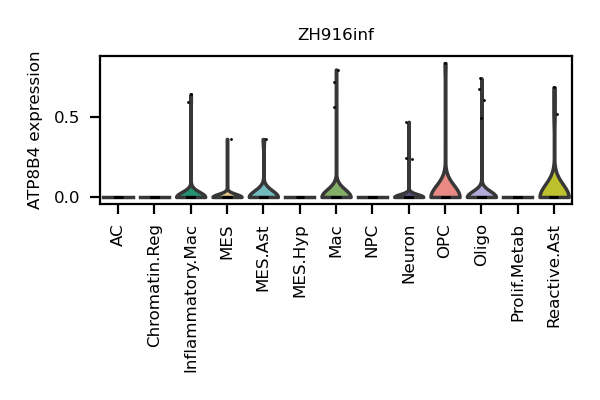 ZH916inf
ATP8B4 expression
0.5
0.0
AC
Chromatin.Reg
Inflammatory.Mac
MES
MES.Ast
MES.Hyp
Mac
NPC
Neuron
OPC
Oligo
Prolif.Metab
Reactive.Ast